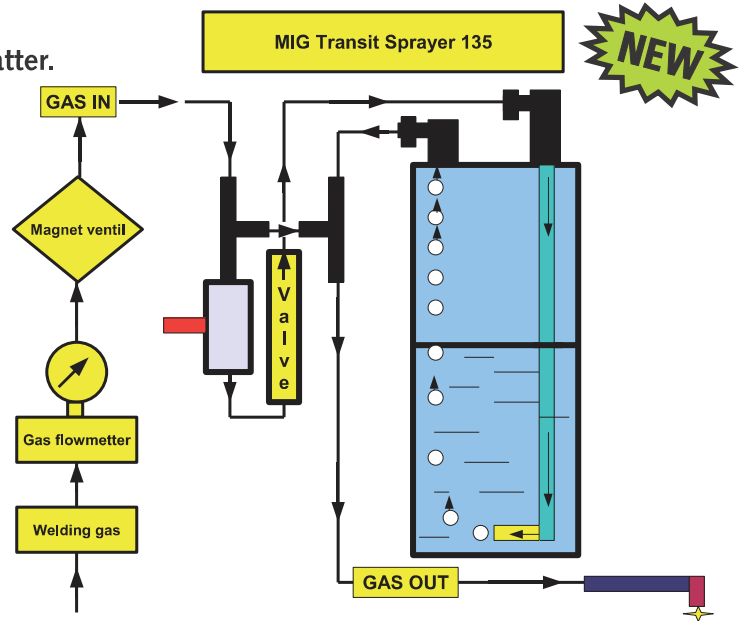 atter.
MIG Transit Sprayer 135
NEW
GAS IN
Magnet ventil
Valve
Gas flowmetter
Welding gas
GAS OUT